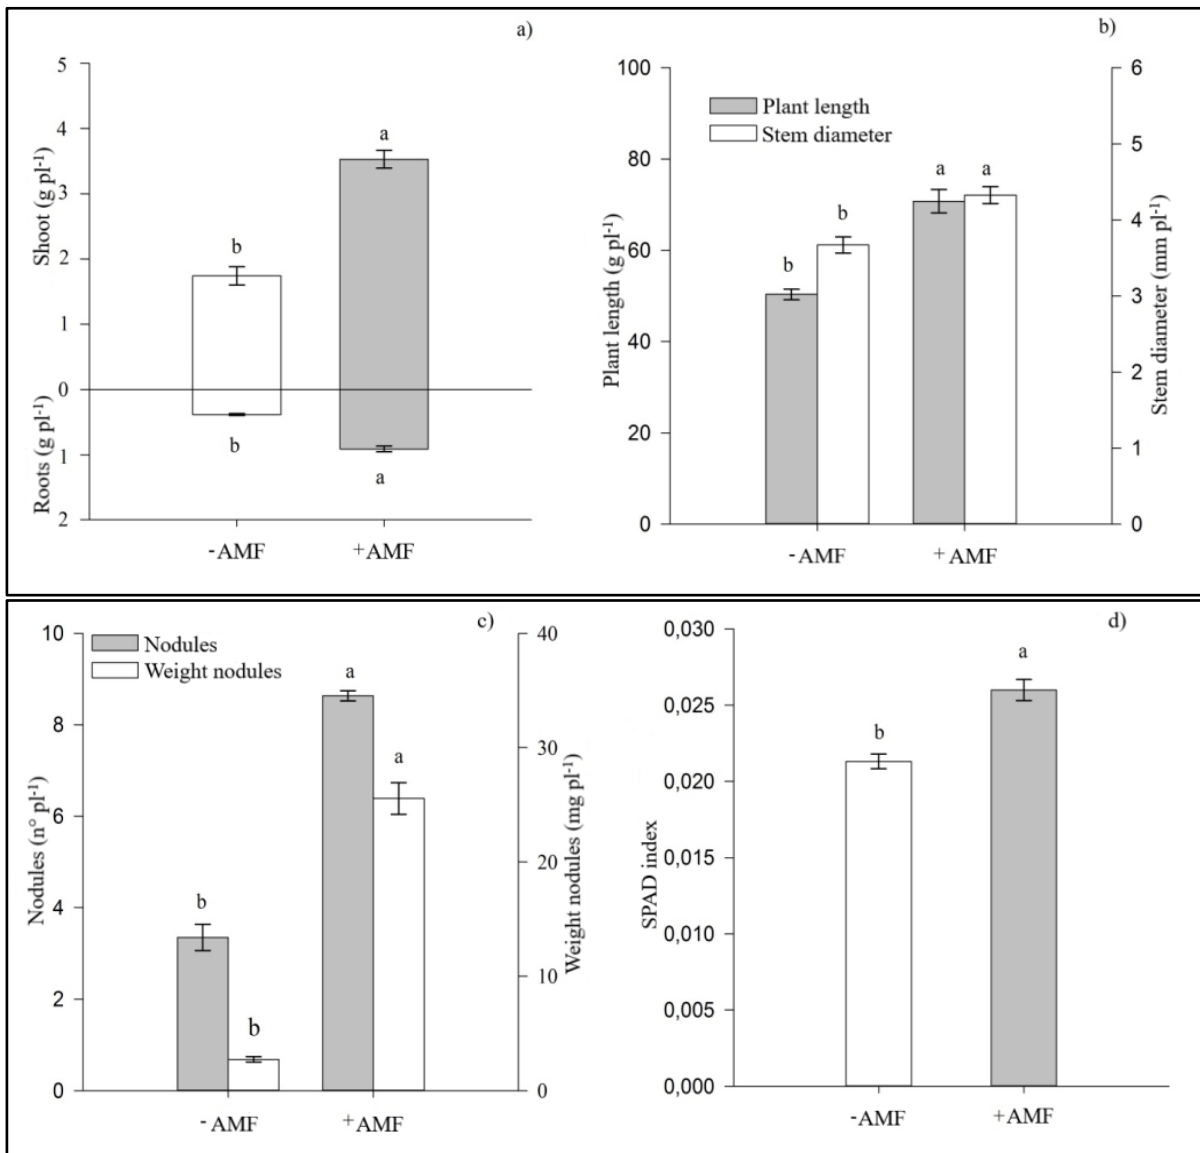 a)
5
4
3
2
1
0
1
2
Shoot (g pl-1)
Roots (g pl-1)
a
b
b
a
-AMF
+AMF
b)
100
80
60
40
20
0
Plant length (g pl-1)
Plant length
Stem diameter
b
b
a
a
6
5
4
3
2
1
0
Stem diameter (mm pl-1)
-AMF
+ AMF
c)
10
8
6
4
2
0
Nodules (n° pl-1)
Nodules
Weight nodules
b
b
a
a
40
30
20
10
0
Weight nodules (mg pl-1)
-AMF
+AMF
d)
0,030
0,025
0,020
0,015
0,010
0,005
0,000
SPAD index
b
a
-AMF
+AMF